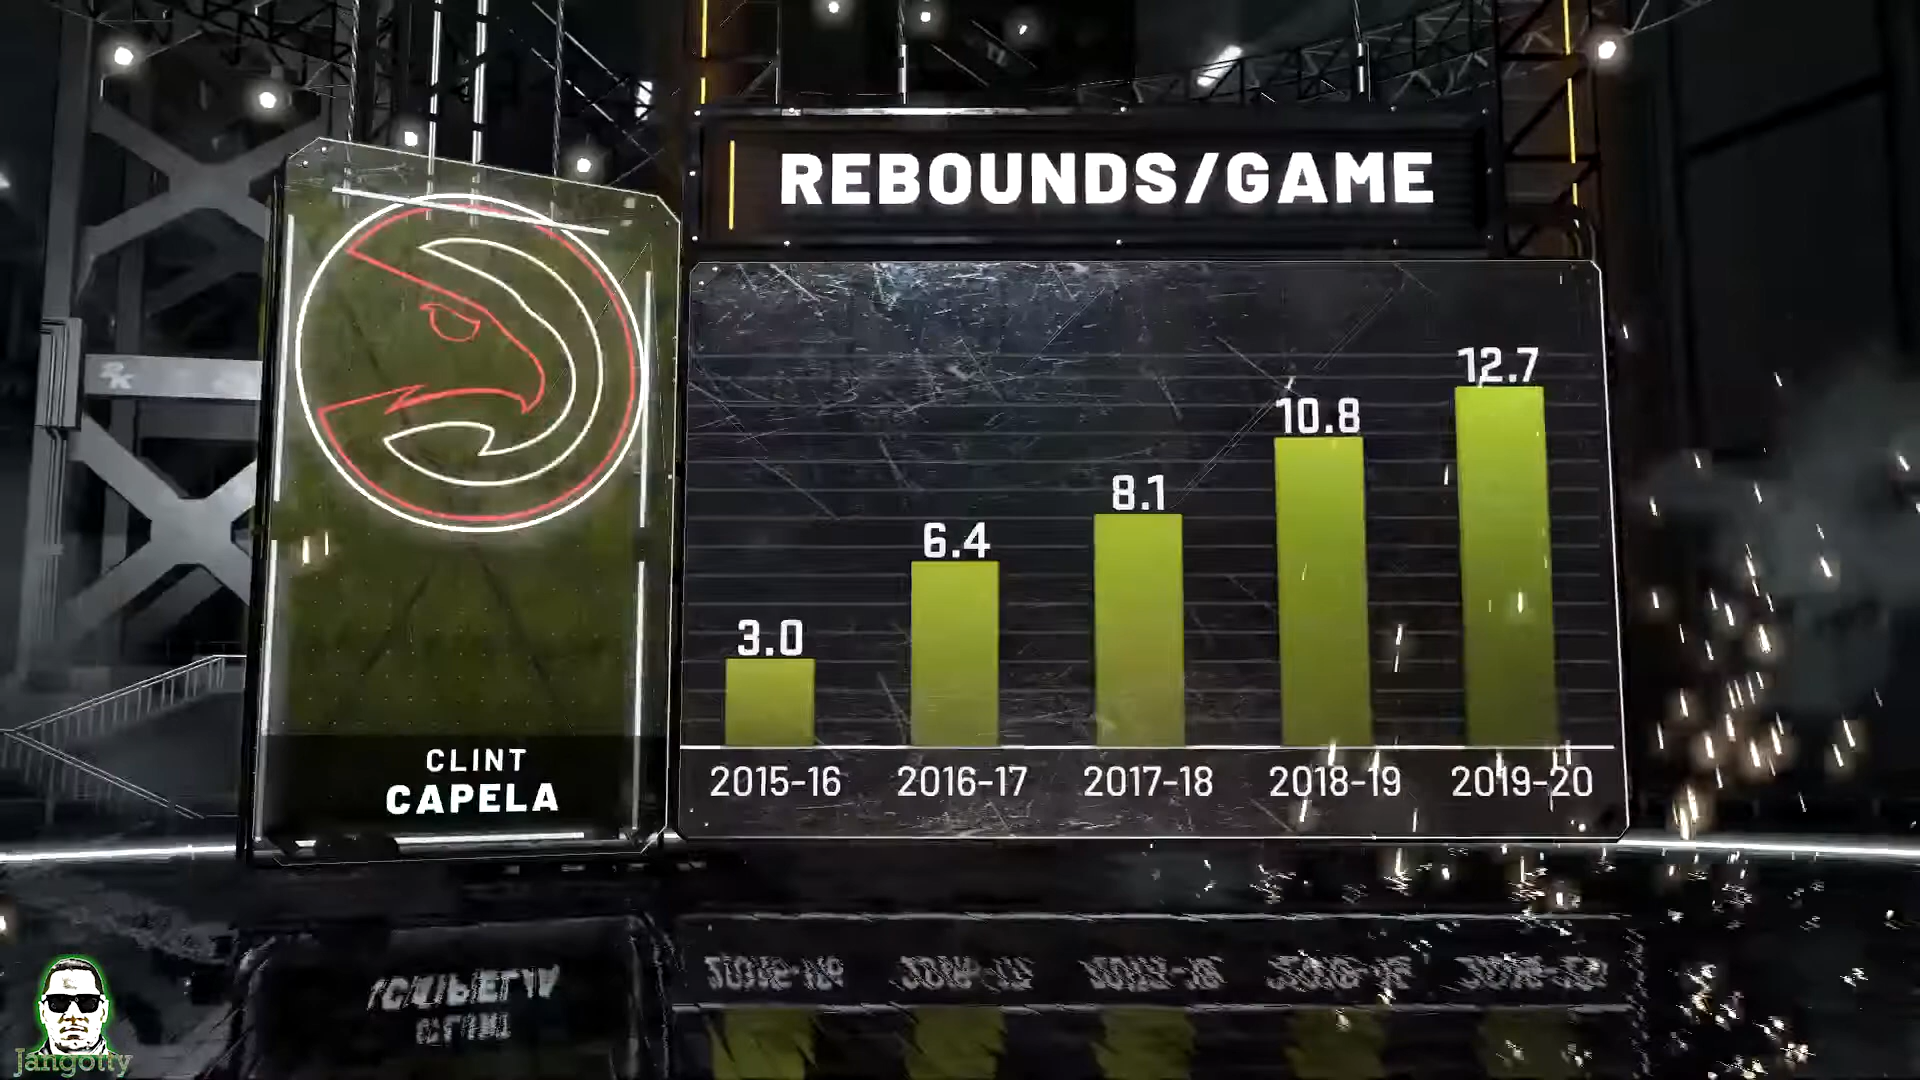 REBOUNDS/GAME
12.7
10.8
8.1
6.4
3.0
2015-16 2016-17 2017-18 2018-19 2019-20
CLINT
CAPELA
2K
Jangotty